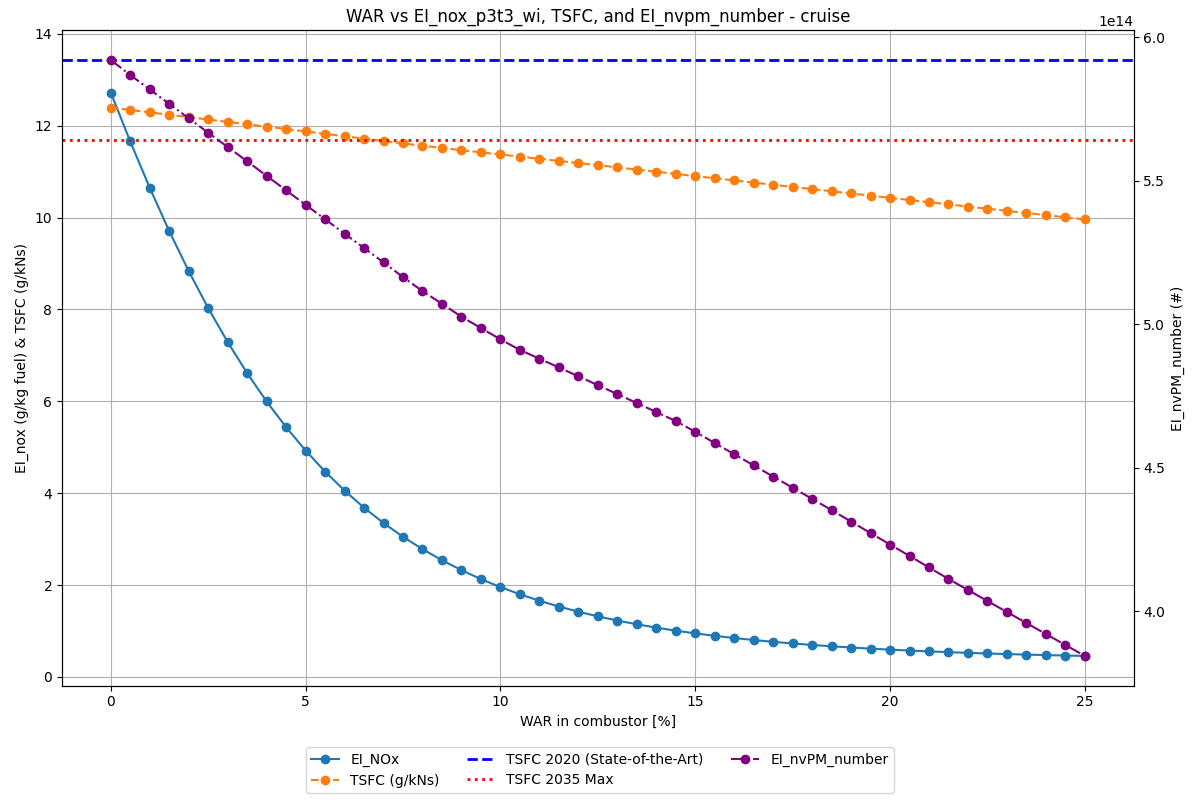 WAR vs EI_nox_p3t3_wi, TSFC, and EI_nvpm_number - cruise
1e14
14
12
10
8
6
4
2
0
EI_nox (g/kg fuel) & TSFC (g/kNs)
6.0
5.5
5.0
4.5
4.0
EI_nvPM_number (#)
0 5 10 15 20 25
WAR in combustor [%]
EI_NOx
TSFC (g/kNs)
TSFC 2020 (State-of-the-Art)
TSFC 2035 Max
EI_nvPM_number